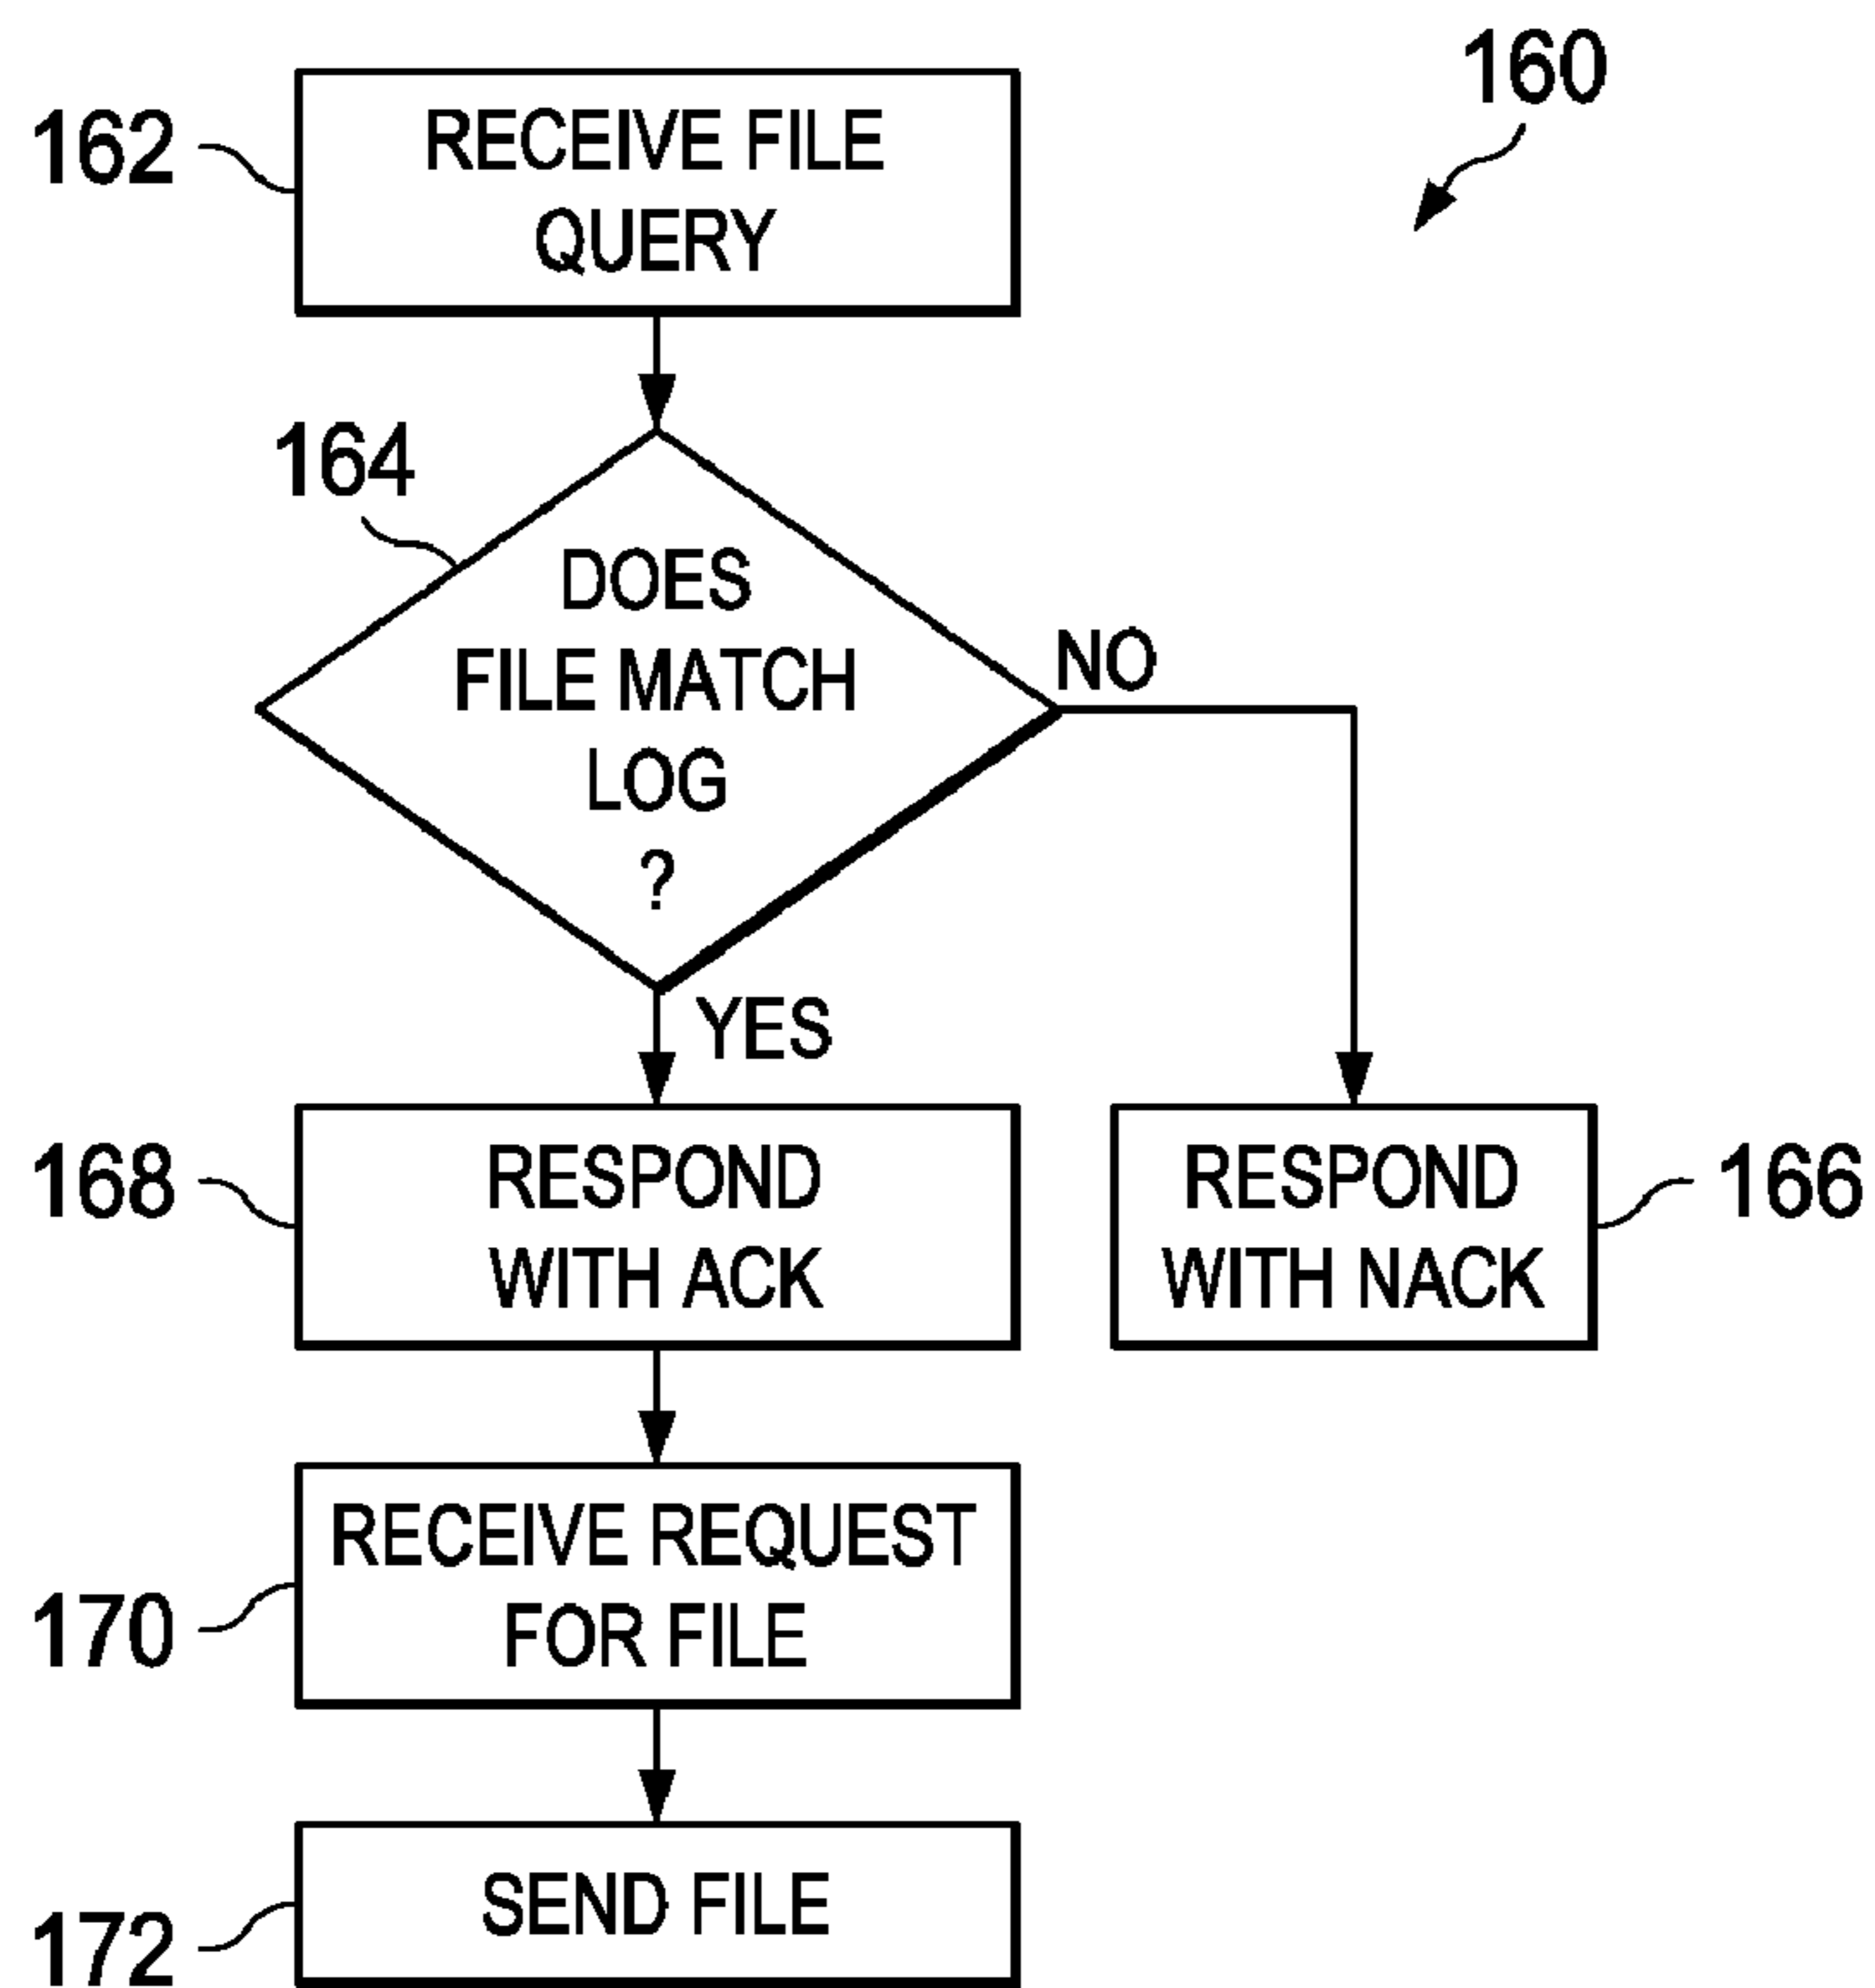 160
162
RECEIVE FILE
QUERY
164
DOES
FILE MATCH
LOG
?
NO
YES
168
RESPOND
WITH ACK
RESPOND
WITH NACK
166
170
RECEIVE REQUEST
FOR FILE
172
SEND FILE